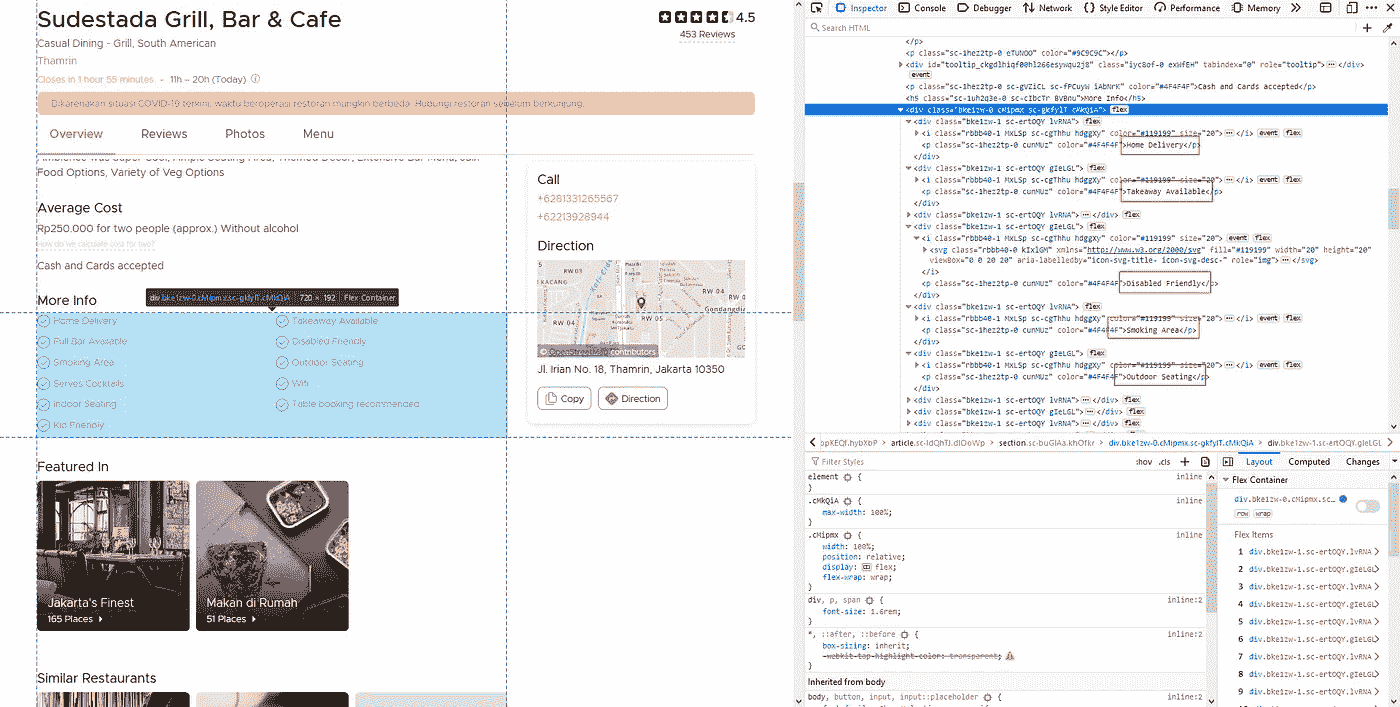 Sudestada Grill, Bar & Cafe
4.5
453 Reviews
Casual Dining - Grill, South American
Thamrin
Closes in 1 hour 55 minutes - 11h – 20h (Today)
Dikarenakan situasi COVID-19 terkini, waktu beroperasi restoran mungkin berbeda. Hubungi restoran sebelum berkunjung.
Overview Reviews Photos Menu
Food Options, Variety of Veg Options
Average Cost
Rp250.000 for two people (approx.) Without alcohol
How do we calculate cost for two?
Cash and Cards accepted
More Info
div.bke1zw-0.cMipmx.sc-gkfylT.cMkQiA 720 × 192 Flex Container
Home Delivery
Takeaway Available
Full Bar Available
Disabled Friendly
Smoking Area
Outdoor Seating
Serves Cocktails
Wifi
Indoor Seating
Table booking recommended
Kid Friendly
Call
+6281331265567
+62213928944
Direction
RW 01
RW 03
KACANG
Kali Cid
Gondangdia
RW 04
RW 05
© OpenStreetMap contributors
Jl. Irian No. 18, Thamrin, Jakarta 10350
Copy Direction
Featured In
Jakarta's Finest
165 Places
Makan di Rumah
51 Places
Similar Restaurants
Inspector Console Debugger Network Style Editor Performance Memory
Search HTML
</p>
<p class="sc-1hez2tp-0 eTUNDO" color="#9C9C9C"></p>
<div id="tooltip_ckgdlhiqf00hl266esywqu2j8" class="iyc8of-0 exWfEH" tabindex="0" role="tooltip"></div>
event
<p class="sc-1hez2tp-0 sc-gVZiCL sc-fPCuyW iAbNrK" color="#4F4F4F">Cash and Cards accepted</p>
<h5 class="sc-1uh2q3e-0 sc-cIbcTr BVBnu">More Info</h5>
<div class="bke1zw-0 cMipmx sc-gkfylT cMkQiA"> flex
<div class="bke1zw-1 sc-ertOQY lvRNA"> flex
<i class="rbbb40-1 MxLSp sc-cgThhu hdggXy" color="#119199" size="20"></i> event flex
<p class="sc-1hez2tp-0 cunMUz" color="#4F4F4F">Home Delivery</p>
</div>
<div class="bke1zw-1 sc-ertOQY gIeLGL"> flex
<i class="rbbb40-1 MxLSp sc-cgThhu hdggXy" color="#119199" size="20"></i> event flex
<p class="sc-1hez2tp-0 cunMUz" color="#4F4F4F">Takeaway Available</p>
</div>
<div class="bke1zw-1 sc-ertOQY lvRNA"></div> flex
<div class="bke1zw-1 sc-ertOQY gIeLGL"> flex
<i class="rbbb40-1 MxLSp sc-cgThhu hdggXy" color="#119199" size="20"> event flex
<svg class="rbbb40-0 kIxlGM" xmlns="http://www.w3.org/2000/svg" fill="#119199" width="20" height="20"
viewBox="0 0 20 20" aria-labelledby="icon-svg-title- icon-svg-desc-" role="img"></svg>
</i>
<p class="sc-1hez2tp-0 cunMUz" color="#4F4F4F">Disabled Friendly</p>
</div>
<div class="bke1zw-1 sc-ertOQY lvRNA"> flex
<i class="rbbb40-1 MxLSp sc-cgThhu hdggXy" color="#119199" size="20"></i> event flex
<p class="sc-1hez2tp-0 cunMUz" color="#4F4F4F">Smoking Area</p>
</div>
<div class="bke1zw-1 sc-ertOQY gIeLGL"> flex
<i class="rbbb40-1 MxLSp sc-cgThhu hdggXy" color="#119199" size="20"></i> event flex
<p class="sc-1hez2tp-0 cunMUz" color="#4F4F4F">Outdoor Seating</p>
</div>
<div class="bke1zw-1 sc-ertOQY lvRNA"></div> flex
<div class="bke1zw-1 sc-ertOQY gIeLGL"></div> flex
<div class="bke1zw-1 sc-ertOQY lvRNA"></div> flex
article.sc-IdQhTJ.dIOoWp section.sc-buGlAa.khOfkr div.bke1zw-0.cMipmx.sc-gkfylT.cMkQiA div.bke1zw-1.sc-ertOQY.gIeLGL
Filter Styles :hov .cls
element { inline
}
.cMkQiA { inline
max-width: 100%;
}
.cMipmx { inline
width: 100%;
position: relative;
display: flex;
flex-wrap: wrap;
}
div, p, span { inline:2
font-size: 1.6rem;
}
*, ::after, ::before { inline:2
box-sizing: inherit;
-webkit-tap-highlight-color: transparent;
}
Inherited from body
body, button, input, input::placeholder { inline:2
Layout Computed Changes
Flex Container
div.bke1zw-0.cMipmx.sc...
row wrap
Flex Items
1 div.bke1zw-1.sc-ertOQY.lvRNA
2 div.bke1zw-1.sc-ertOQY.gIeLGL
3 div.bke1zw-1.sc-ertOQY.lvRNA
4 div.bke1zw-1.sc-ertOQY.gIeLGL
5 div.bke1zw-1.sc-ertOQY.lvRNA
6 div.bke1zw-1.sc-ertOQY.gIeLGL
7 div.bke1zw-1.sc-ertOQY.lvRNA
8 div.bke1zw-1.sc-ertOQY.gIeLGL
9 div.bke1zw-1.sc-ertOQY.lvRNA